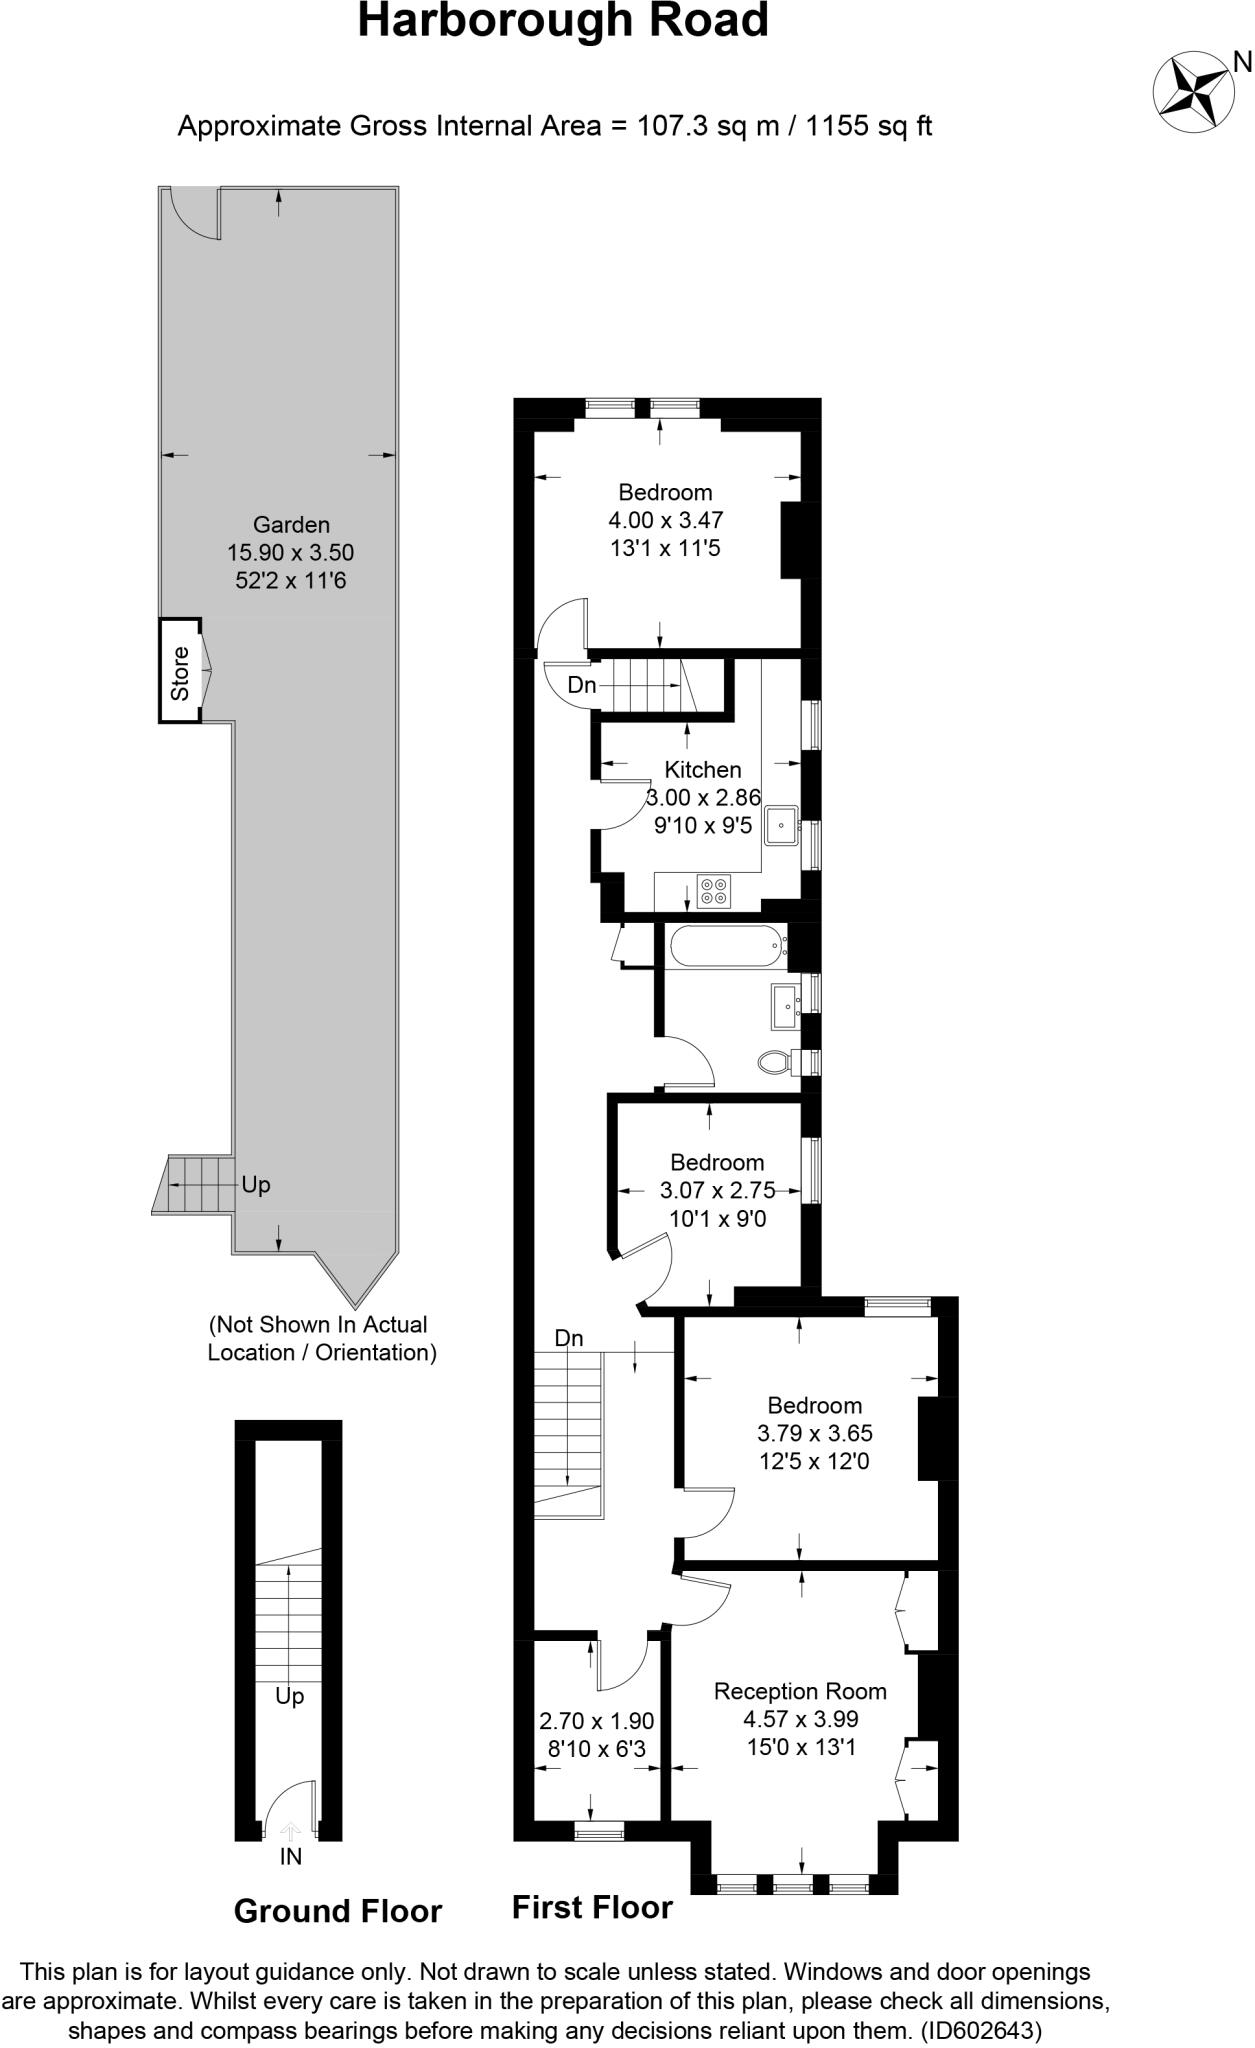 Harborough Road
N
Approximate Gross Internal Area = 107.3 sq m / 1155 sq ft
Garden
15.90 x 3.50
52'2 x 11'6
Store
Up
(Not Shown In Actual
Location / Orientation)
Bedroom
4.00 x 3.47
13'1 x 11'5
Dn
Kitchen
3.00 x 2.86
9'10 x 9'5
Bedroom
3.07 x 2.75
10'1 x 9'0
Dn
Bedroom
3.79 x 3.65
12'5 x 12'0
Reception Room
4.57 x 3.99
15'0 x 13'1
2.70 x 1.90
8'10 x 6'3
Up
IN
Ground Floor
First Floor
This plan is for layout guidance only. Not drawn to scale unless stated. Windows and door openings
are approximate. Whilst every care is taken in the preparation of this plan, please check all dimensions,
shapes and compass bearings before making any decisions reliant upon them. (ID602643)